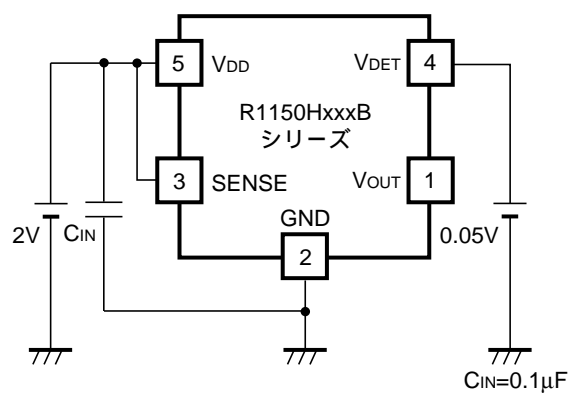 5 VDD VDET 4
R1150HxxxB
シリーズ
3 SENSE VOUT 1
GND
2V CIN 2 0.05V
CIN=0.1μF